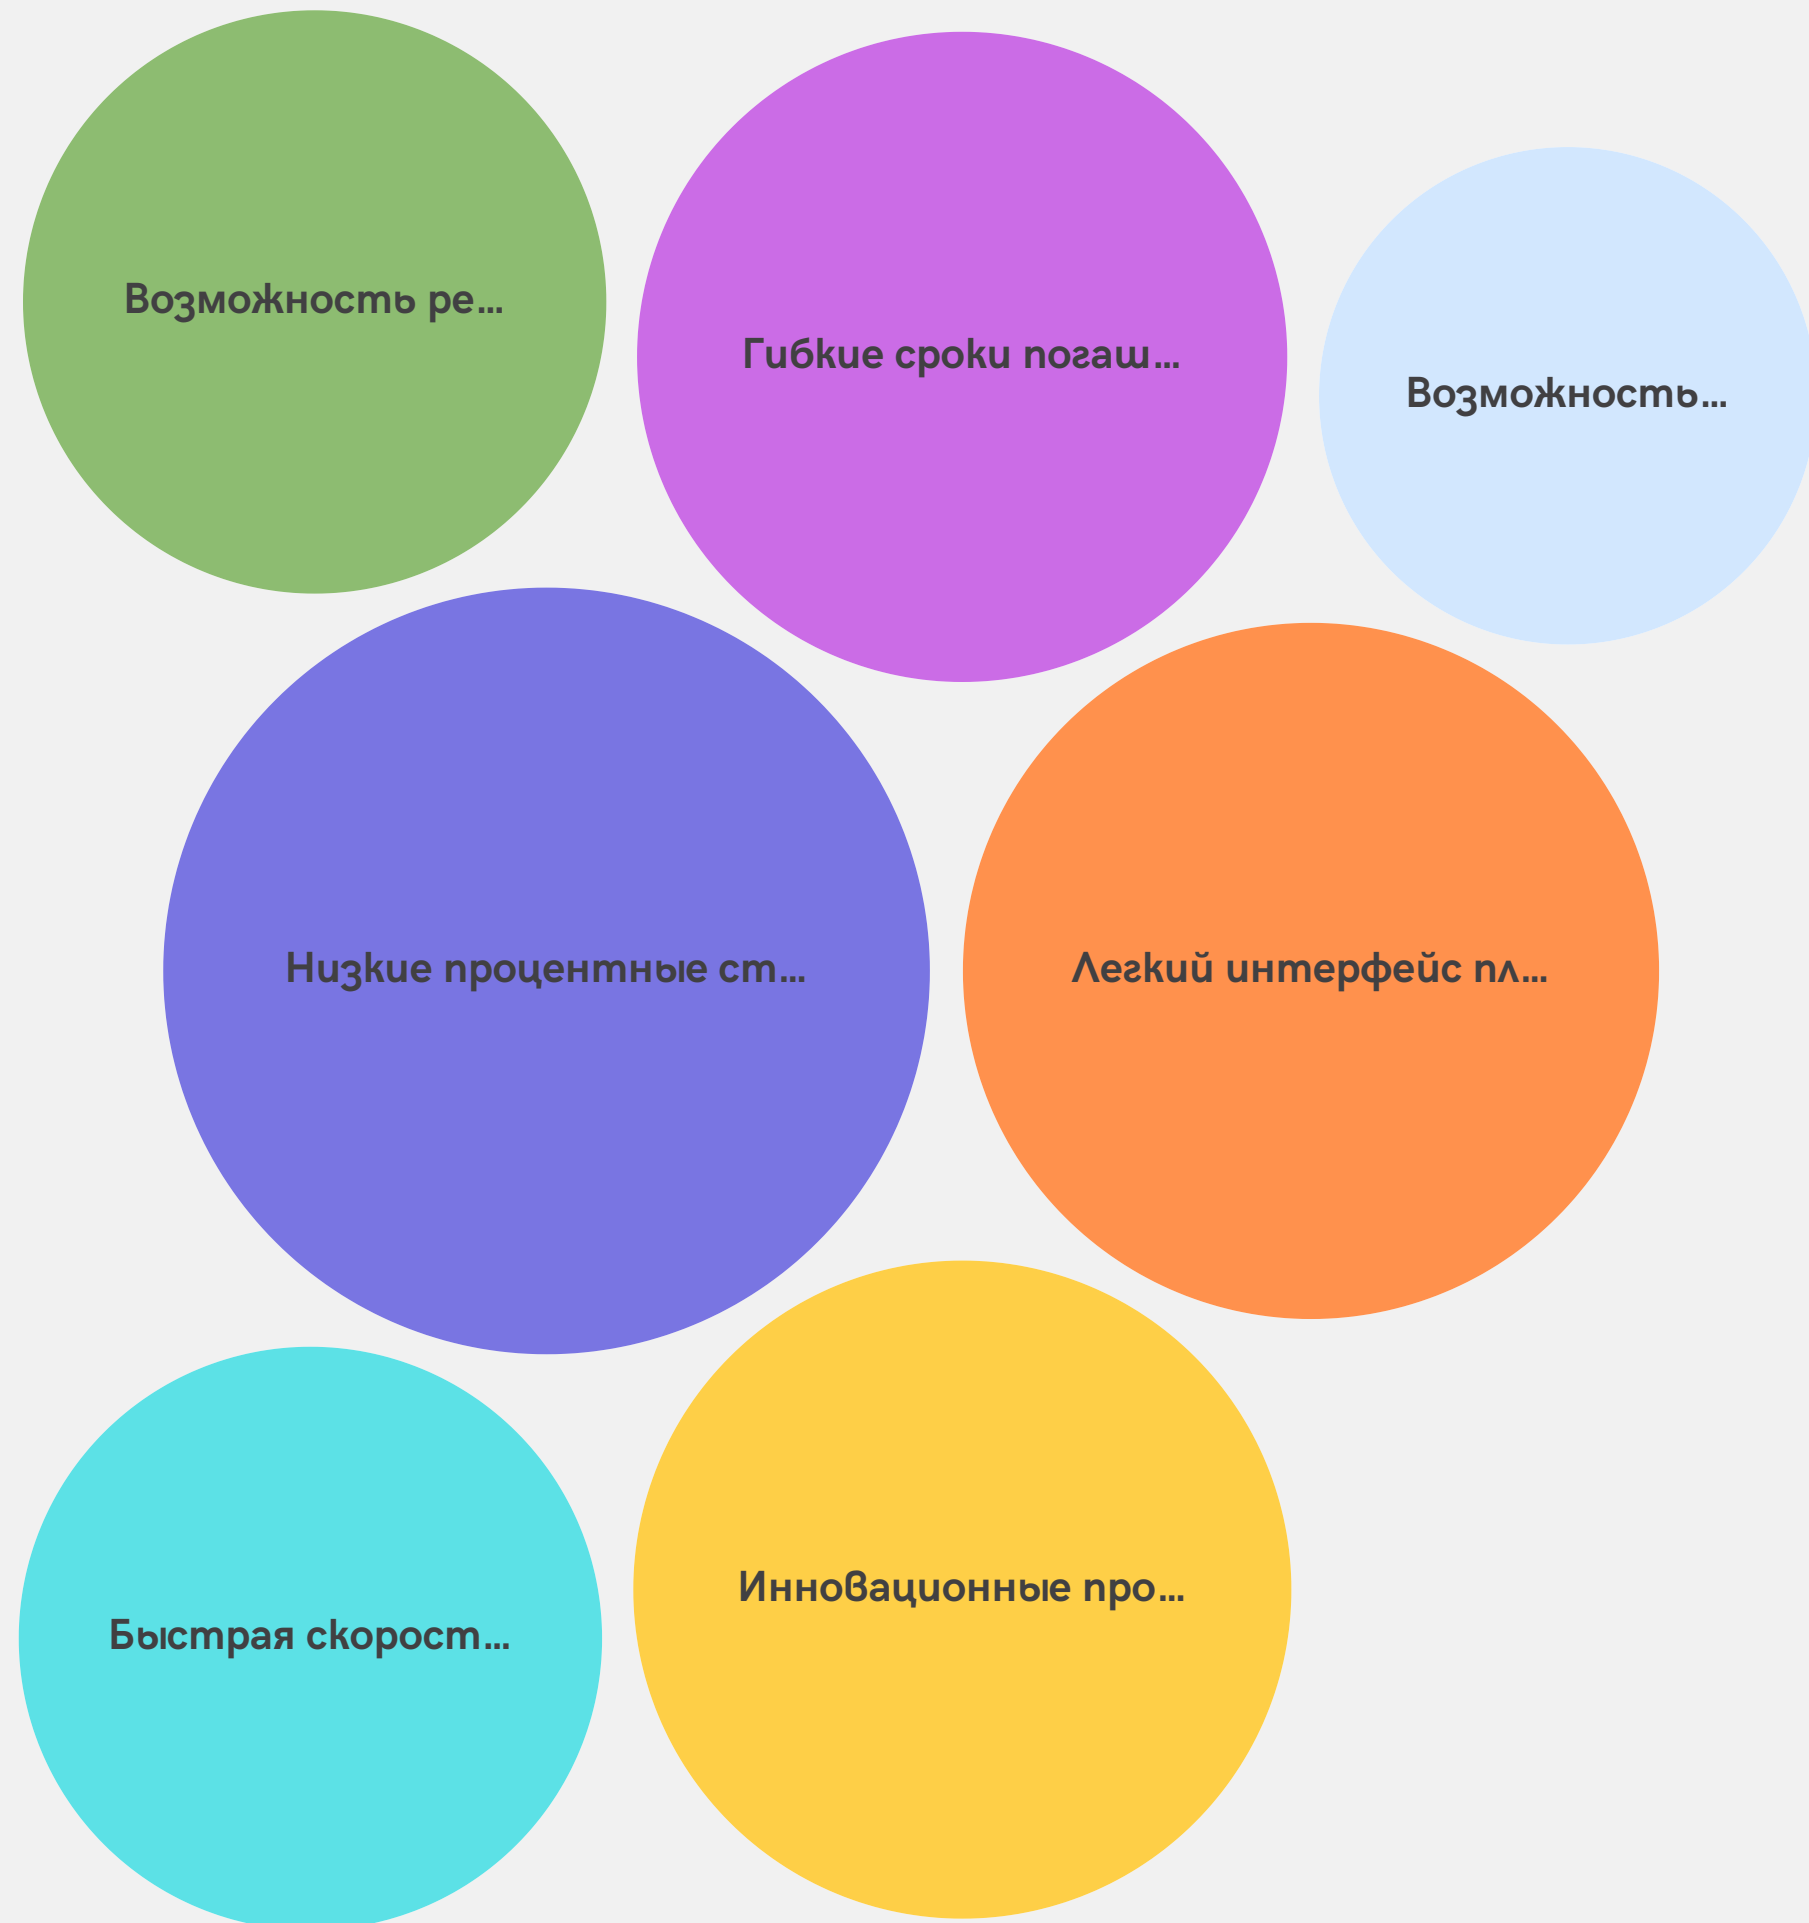 Возможность ре...
Гибкие сроки погаш...
Возможность...
Низкие процентные ст...
Легкий интерфейс пл...
Инновационные про...
Быстрая скорост...